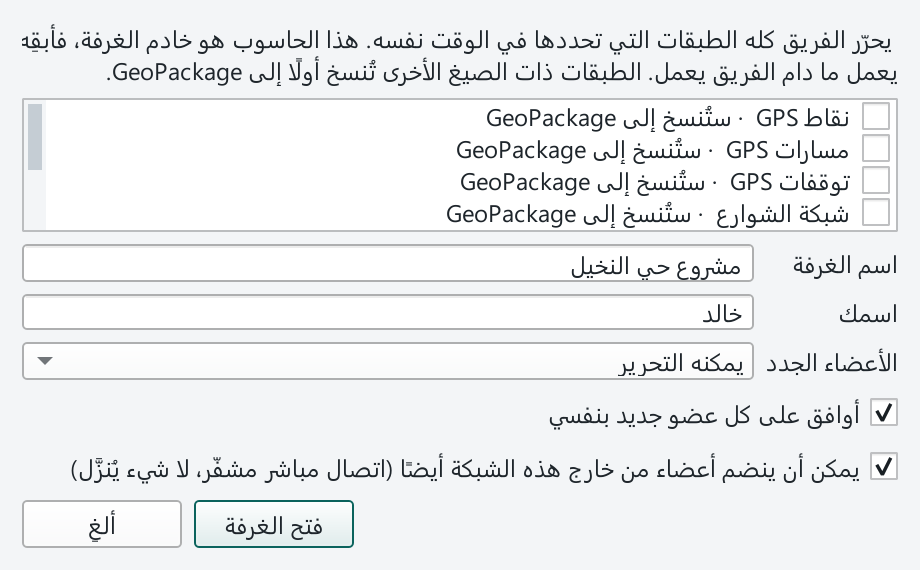 يحرّر الفريق كله الطبقات التي تحددها في الوقت نفسه. هذا الحاسوب هو خادم الغرفة، فأبقِه
يعمل ما دام الفريق يعمل. الطبقات ذات الصيغ الأخرى تُنسخ أولًا إلى GeoPackage.
نقاط GPS · ستُنسخ إلى GeoPackage
مسارات GPS · ستُنسخ إلى GeoPackage
توقفات GPS · ستُنسخ إلى GeoPackage
شبكة الشوارع · ستُنسخ إلى GeoPackage
اسم الغرفة مشروع حي النخيل
اسمك خالد
الأعضاء الجدد يمكنه التحرير
أوافق على كل عضو جديد بنفسي
يمكن أن ينضم أعضاء من خارج هذه الشبكة أيضًا (اتصال مباشر مشفّر، لا شيء يُنزَّل)
فتح الغرفة ألغِ